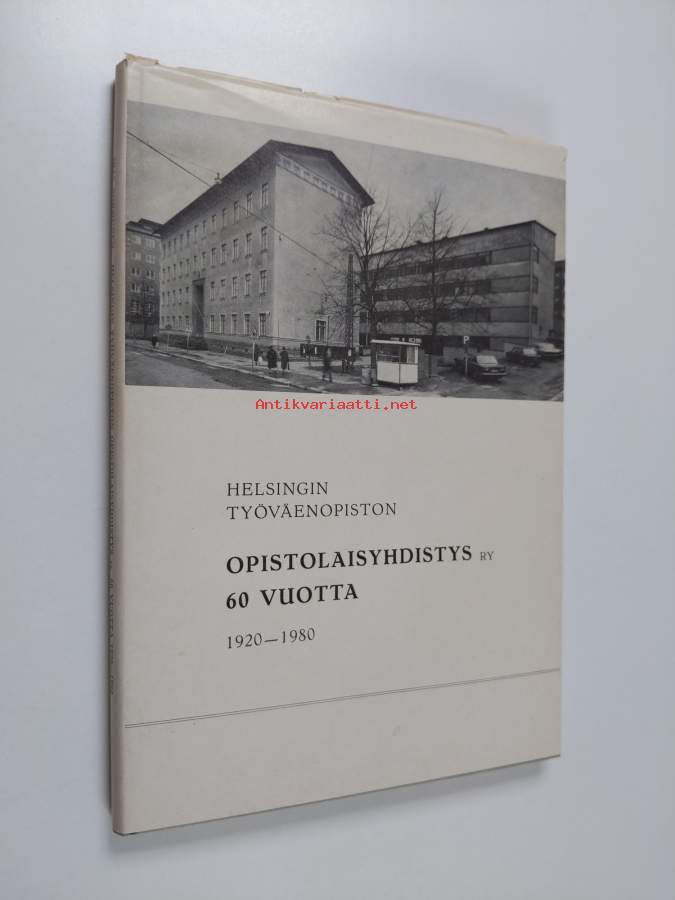 Antikvariaatti.net
HELSINGIN
TYÖVÄENOPISTON
OPISTOLAISYHDISTYS RY
60 VUOTTA
1920—1980
P